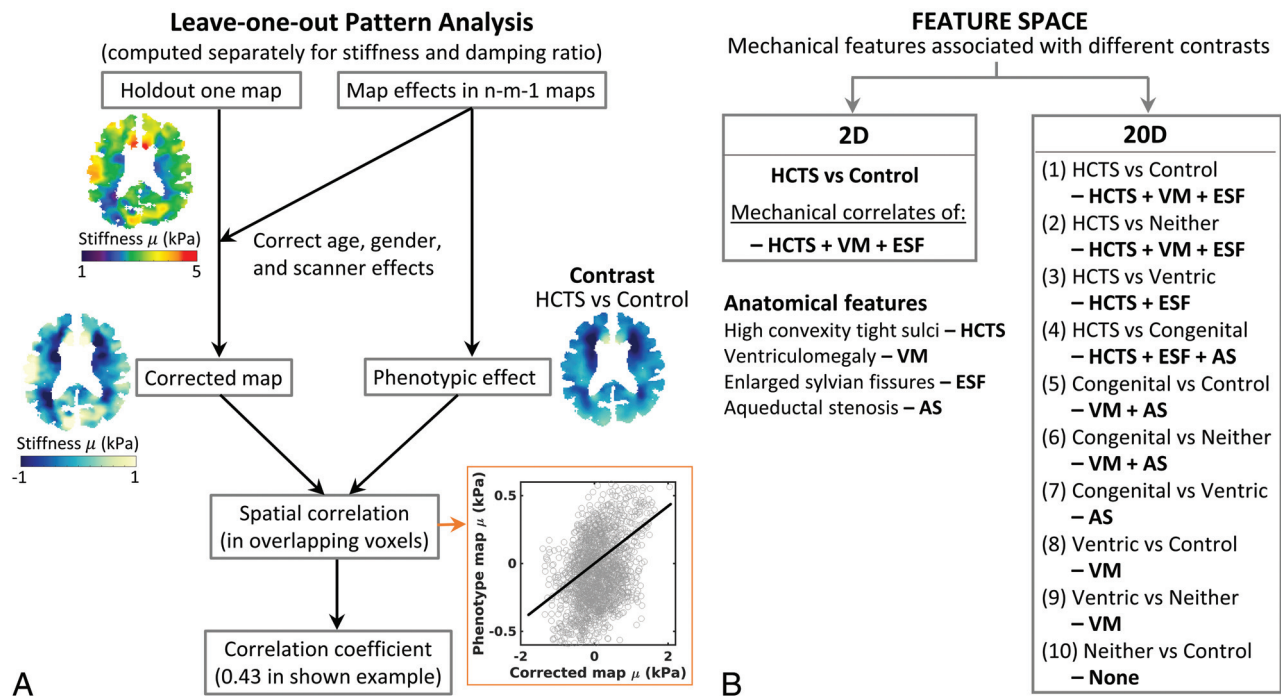 Leave-one-out Pattern Analysis
(computed separately for stiffness and damping ratio)
Holdout one map
Map effects in n-m-1 maps
Stiffness μ (kPa)
1
5
Correct age, gender,
and scanner effects
Contrast
HCTS vs Control
Corrected map
Phenotypic effect
Stiffness μ (kPa)
-1
1
Spatial correlation
(in overlapping voxels)
Phenotype map μ (kPa)
0.5
0
-0.5
-2
0
2
Corrected map μ (kPa)
Correlation coefficient
(0.43 in shown example)
A
FEATURE SPACE
Mechanical features associated with different contrasts
2D
HCTS vs Control
Mechanical correlates of:
– HCTS + VM + ESF
Anatomical features
High convexity tight sulci – HCTS
Ventriculomegaly – VM
Enlarged sylvian fissures – ESF
Aqueductal stenosis – AS
20D
(1) HCTS vs Control
– HCTS + VM + ESF
(2) HCTS vs Neither
– HCTS + VM + ESF
(3) HCTS vs Ventric
– HCTS + ESF
(4) HCTS vs Congenital
– HCTS + ESF + AS
(5) Congenital vs Control
– VM + AS
(6) Congenital vs Neither
– VM + AS
(7) Congenital vs Ventric
– AS
(8) Ventric vs Control
– VM
(9) Ventric vs Neither
– VM
(10) Neither vs Control
– None
B